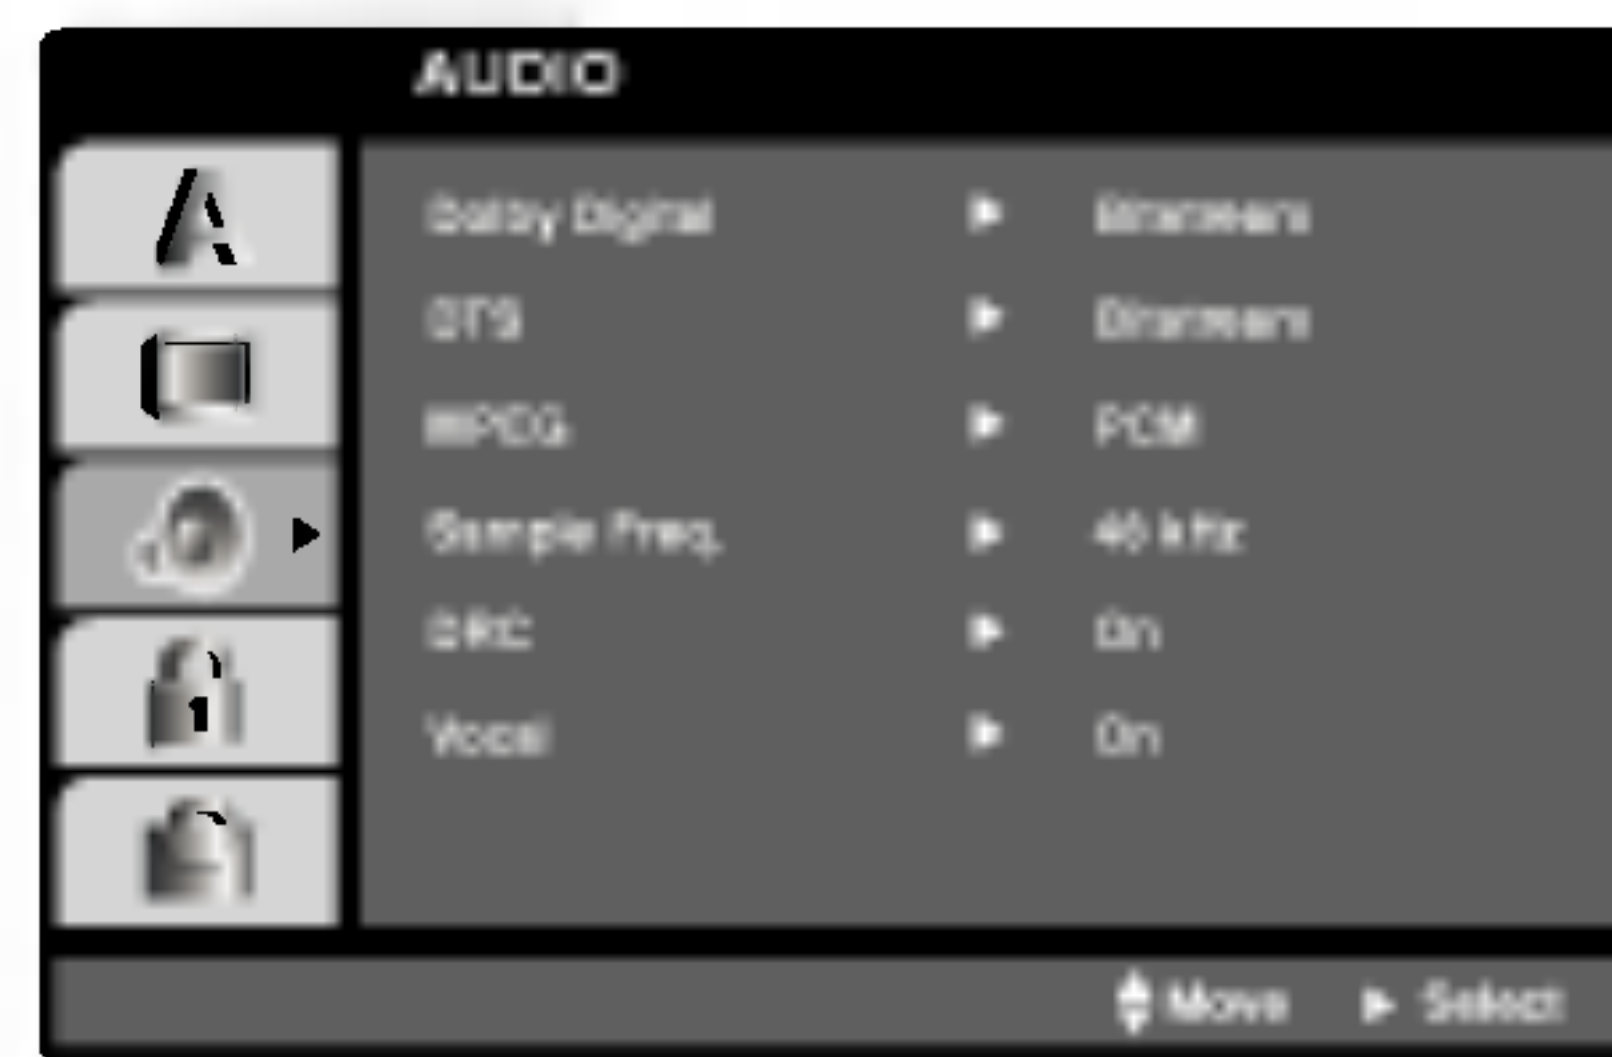 AUDIO
Dolby Digital ▶ Bitstream
DTS ▶ Bitstream
MPEG ▶ PCM
Sample Freq. ▶ 48 kHz
DRC ▶ On
Vocal ▶ On
Move ▶ Select